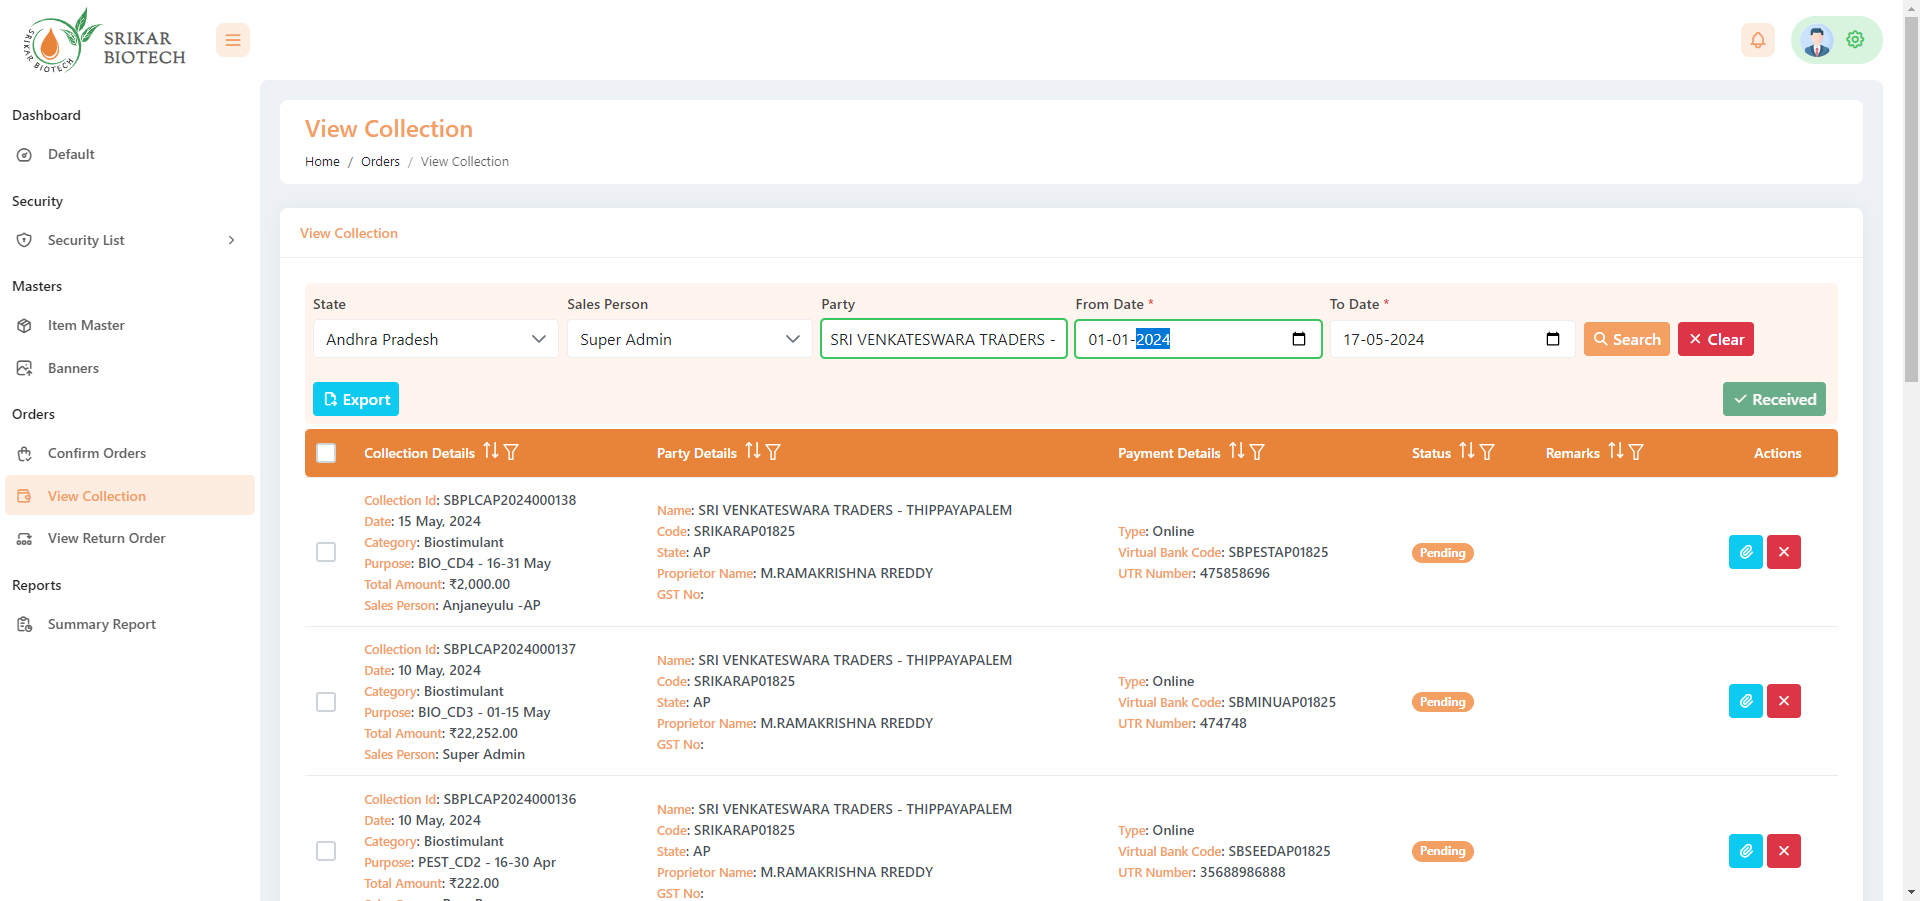 SRIKAR BIOTECH
SRIKAR
BIOTECH
Dashboard
Default
Security
Security List
Masters
Item Master
Banners
Orders
Confirm Orders
View Collection
View Return Order
Reports
Summary Report
View Collection
Home / Orders / View Collection
View Collection
State Sales Person Party From Date * To Date *
Andhra Pradesh Super Admin SRI VENKATESWARA TRADERS - 01-01-2024 17-05-2024 Search Clear
Export Received
Collection Details Party Details Payment Details Status Remarks Actions
Collection Id: SBPLCAP2024000138
Date: 15 May, 2024
Category: Biostimulant
Purpose: BIO_CD4 - 16-31 May
Total Amount: ₹2,000.00
Sales Person: Anjaneyulu -AP
Name: SRI VENKATESWARA TRADERS - THIPPAYAPALEM
Code: SRIKARAP01825
State: AP
Proprietor Name: M.RAMAKRISHNA RREDDY
GST No:
Type: Online
Virtual Bank Code: SBPESTAP01825
UTR Number: 475858696
Pending
Collection Id: SBPLCAP2024000137
Date: 10 May, 2024
Category: Biostimulant
Purpose: BIO_CD3 - 01-15 May
Total Amount: ₹22,252.00
Sales Person: Super Admin
Name: SRI VENKATESWARA TRADERS - THIPPAYAPALEM
Code: SRIKARAP01825
State: AP
Proprietor Name: M.RAMAKRISHNA RREDDY
GST No:
Type: Online
Virtual Bank Code: SBMINUAP01825
UTR Number: 474748
Pending
Collection Id: SBPLCAP2024000136
Date: 10 May, 2024
Category: Biostimulant
Purpose: PEST_CD2 - 16-30 Apr
Total Amount: ₹222.00
Name: SRI VENKATESWARA TRADERS - THIPPAYAPALEM
Code: SRIKARAP01825
State: AP
Proprietor Name: M.RAMAKRISHNA RREDDY
GST No:
Type: Online
Virtual Bank Code: SBSEEDAP01825
UTR Number: 35688986888
Pending